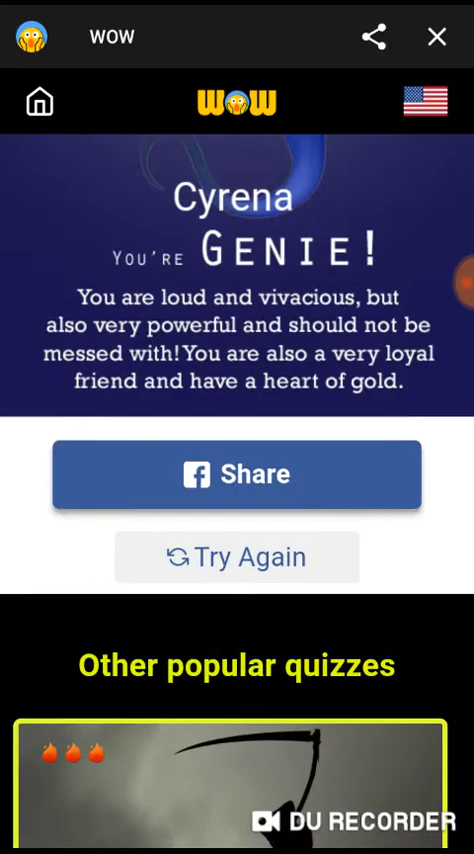 WOW
WOW
Cyrena
YOU'RE GENIE!
You are loud and vivacious, but
also very powerful and should not be
messed with! You are also a very loyal
friend and have a heart of gold.
Share
Try Again
Other popular quizzes
DU RECORDER